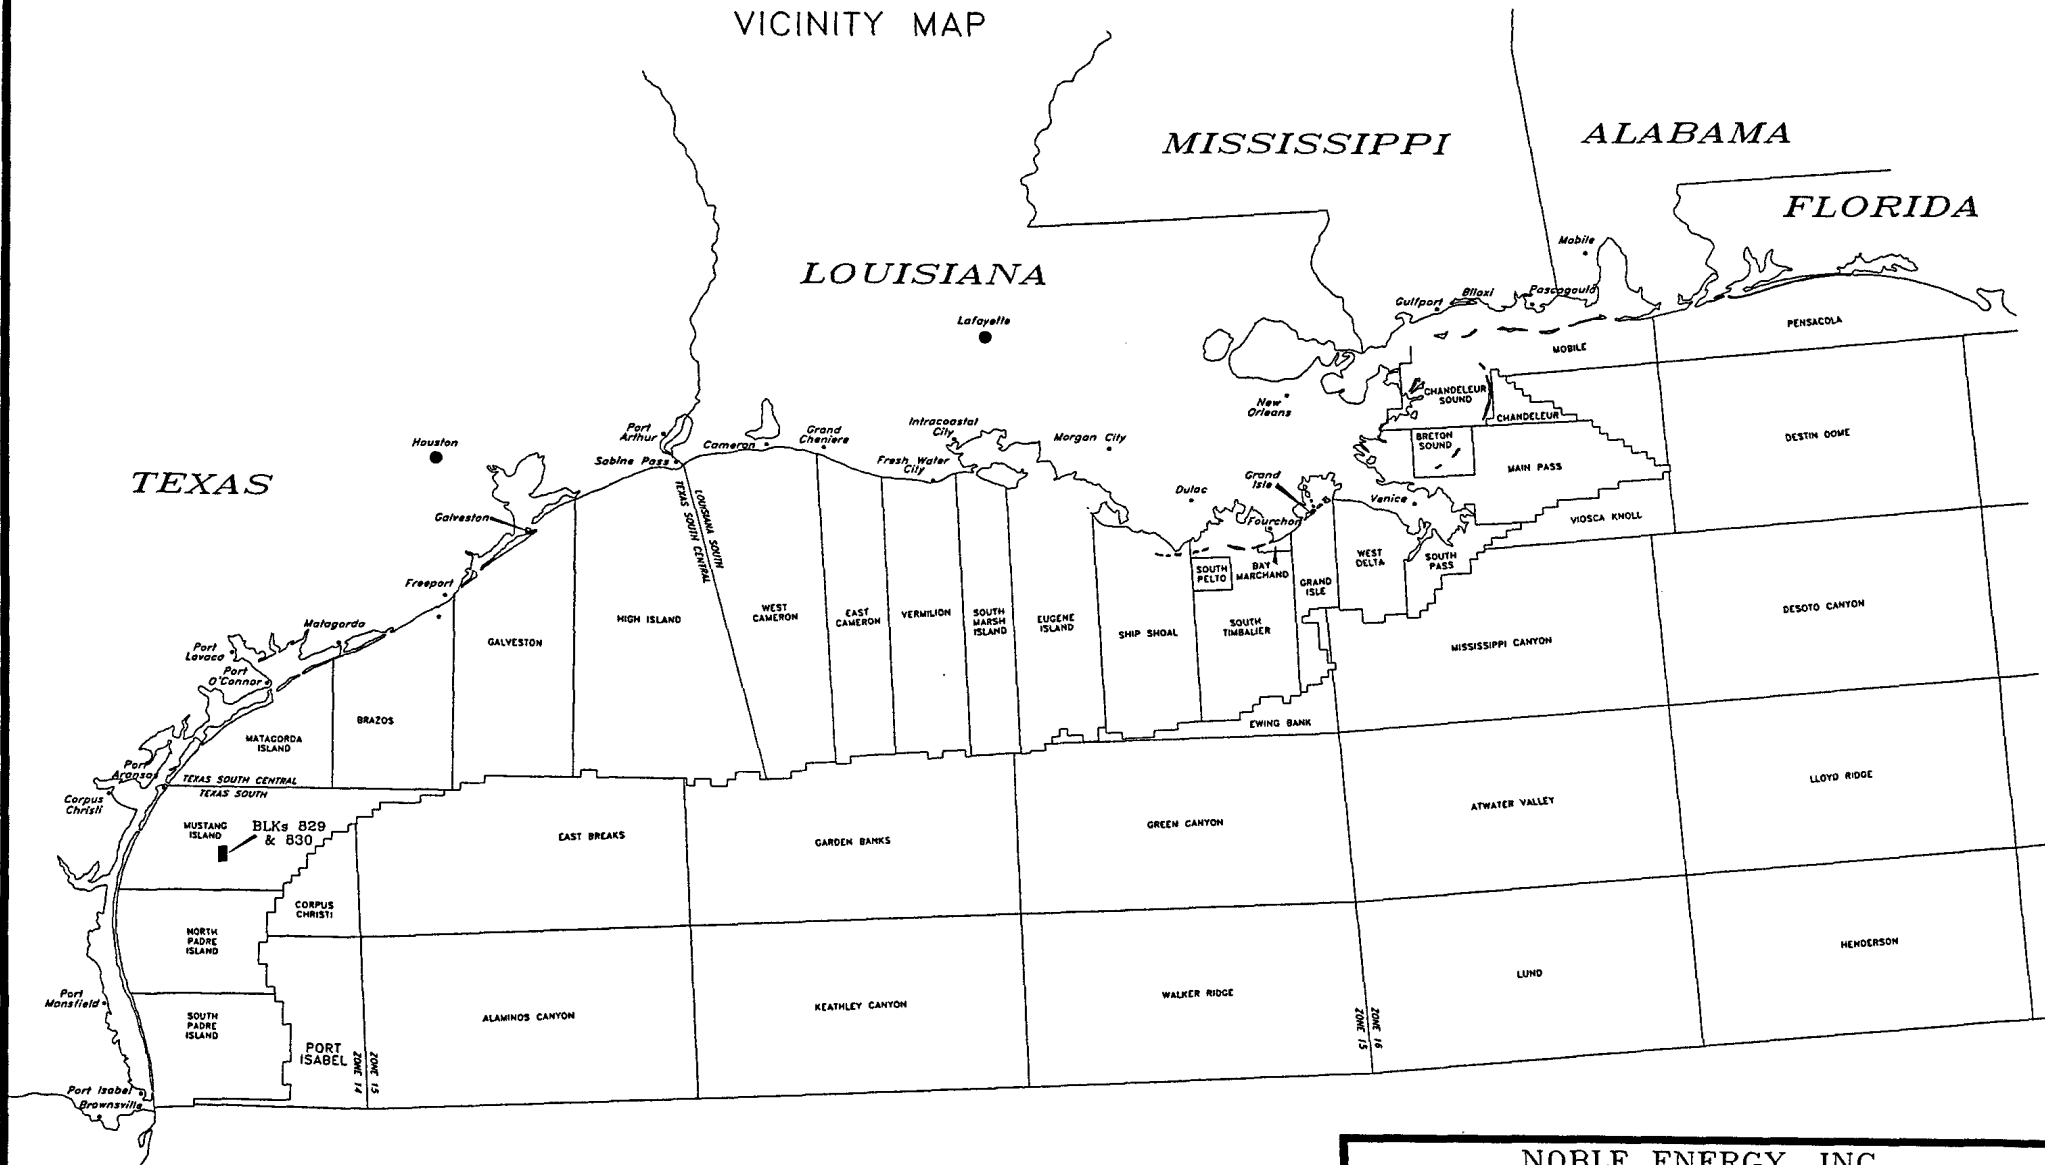 VICINITY MAP
MISSISSIPPI
ALABAMA
FLORIDA
LOUISIANA
TEXAS
Mobile
Gulfport
Biloxi
Pascagoula
Lafayette
New
Orleans
Houston
Port
Arthur
Sabine Pass
Cameron
Grand
Cheniere
Intracoastal
City
Fresh Water
City
Morgan City
Dulac
Grand
Isle
Fourchon
Venice
Galveston
Freeport
Matagorda
Port
Lavaca
Port
O'Connor
Port
Aransas
Corpus
Christi
Port
Mansfield
Port Isabel
Brownsville
PENSACOLA
MOBILE
CHANDELEUR
SOUND
CHANDELEUR
BRETON
SOUND
MAIN PASS
DESTIN DOME
VIOSCA KNOLL
LOUISIANA SOUTH
TEXAS SOUTH CENTRAL
GALVESTON
HIGH ISLAND
WEST
CAMERON
EAST
CAMERON
VERMILION
SOUTH
MARSH
ISLAND
EUGENE
ISLAND
SHIP SHOAL
SOUTH
PELTO
BAY
MARCHAND
SOUTH
TIMBALIER
GRAND
ISLE
WEST
DELTA
SOUTH
PASS
MISSISSIPPI CANYON
DESOTO CANYON
BRAZOS
MATAGORDA
ISLAND
TEXAS SOUTH CENTRAL
TEXAS SOUTH
EWING BANK
MUSTANG
ISLAND
BLKs 829
& 830
EAST BREAKS
GARDEN BANKS
GREEN CANYON
ATWATER VALLEY
LLOYD RIDGE
CORPUS
CHRISTI
NORTH
PADRE
ISLAND
SOUTH
PADRE
ISLAND
PORT
ISABEL
ZONE 14
ZONE 15
ALAMINOS CANYON
KEATHLEY CANYON
WALKER RIDGE
ZONE 15
ZONE 16
LUND
HENDERSON
NOBLE ENERGY, INC.